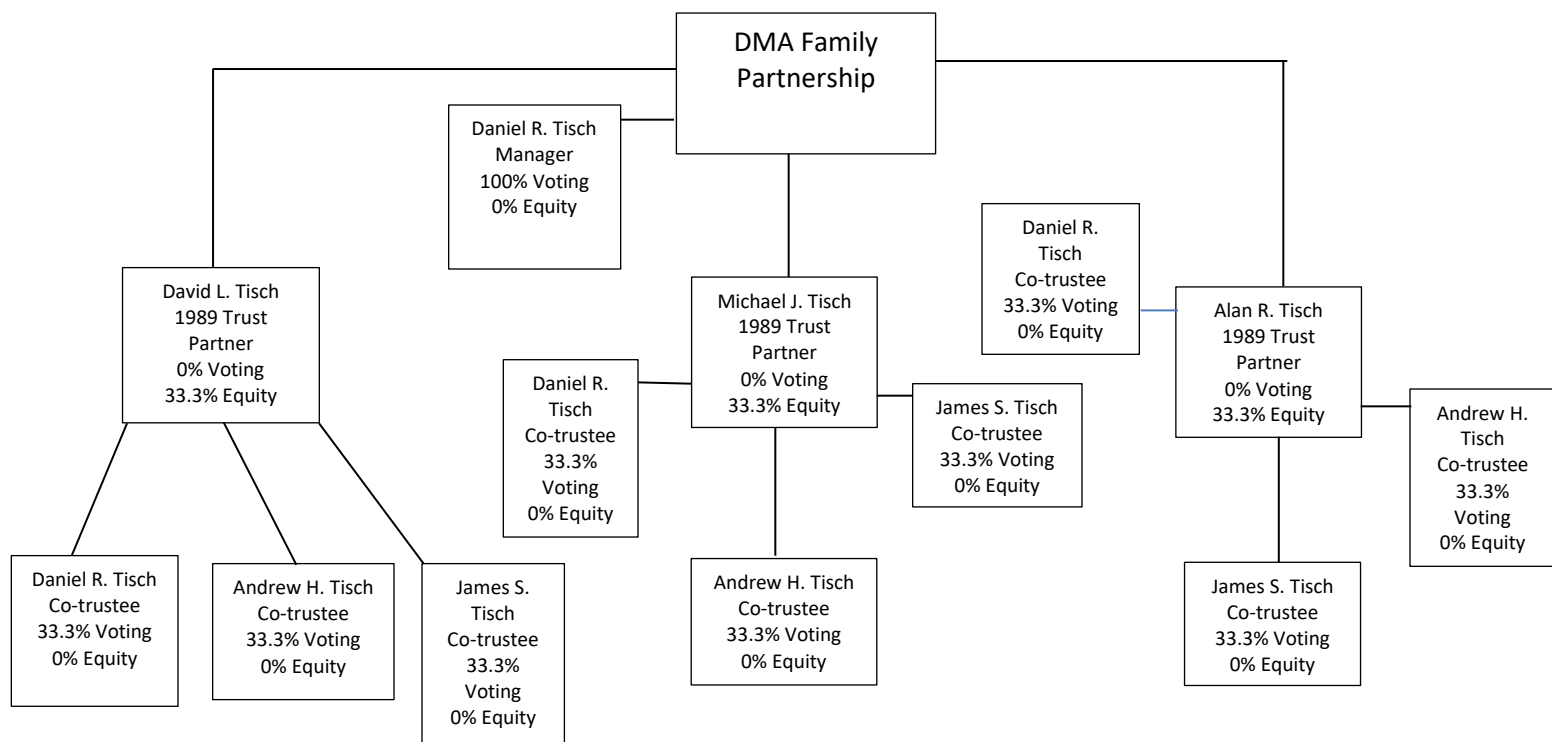 DMA Family
Partnership
Daniel R. Tisch
Manager
100% Voting
0% Equity
David L. Tisch
1989 Trust
Partner
0% Voting
33.3% Equity
Michael J. Tisch
1989 Trust
Partner
0% Voting
33.3% Equity
Daniel R.
Tisch
Co-trustee
33.3% Voting
0% Equity
Alan R. Tisch
1989 Trust
Partner
0% Voting
33.3% Equity
Daniel R.
Tisch
Co-trustee
33.3%
Voting
0% Equity
James S. Tisch
Co-trustee
33.3% Voting
0% Equity
Andrew H.
Tisch
Co-trustee
33.3%
Voting
0% Equity
Daniel R. Tisch
Co-trustee
33.3% Voting
0% Equity
Andrew H. Tisch
Co-trustee
33.3% Voting
0% Equity
James S.
Tisch
Co-trustee
33.3%
Voting
0% Equity
Andrew H. Tisch
Co-trustee
33.3% Voting
0% Equity
James S. Tisch
Co-trustee
33.3% Voting
0% Equity